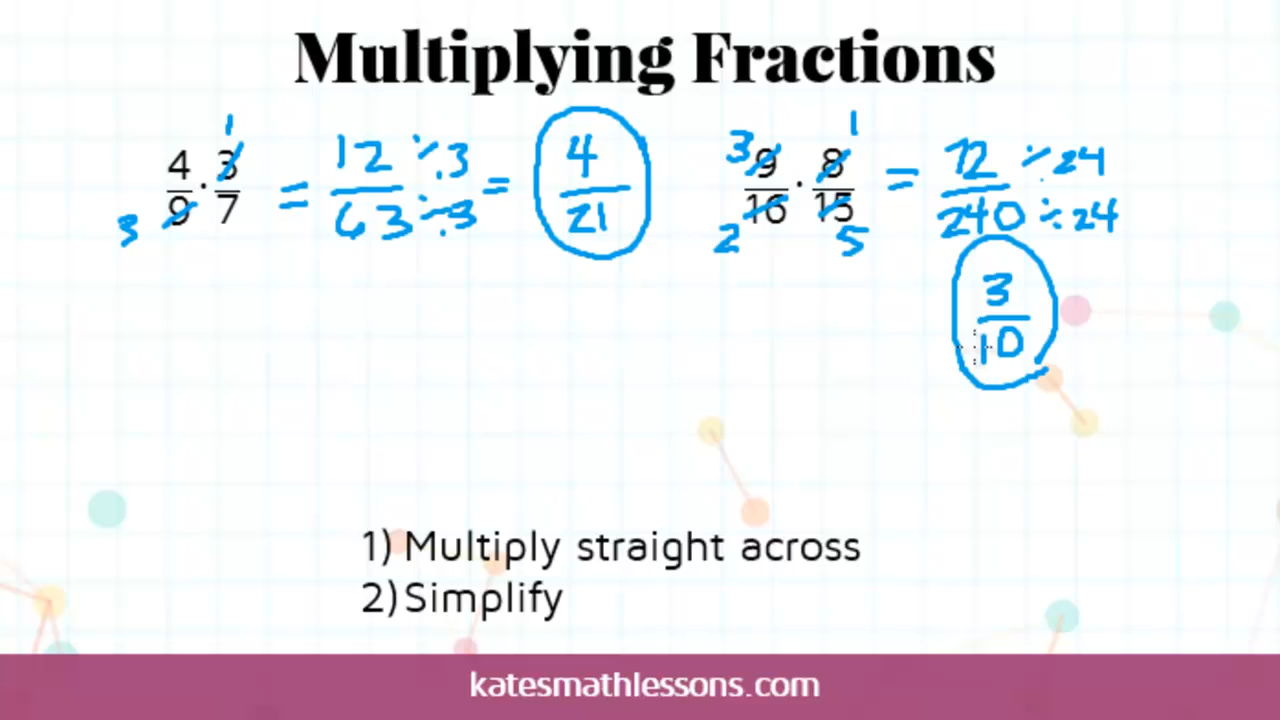 Multiplying Fractions
1 1
4/9 · 3/7 = 12/63 ÷3/÷3 = 4/21 3 9/16 · 8/15 = 72/240 ÷24/÷24
3 2 5
3/10
1) Multiply straight across
2) Simplify
katesmathlessons.com